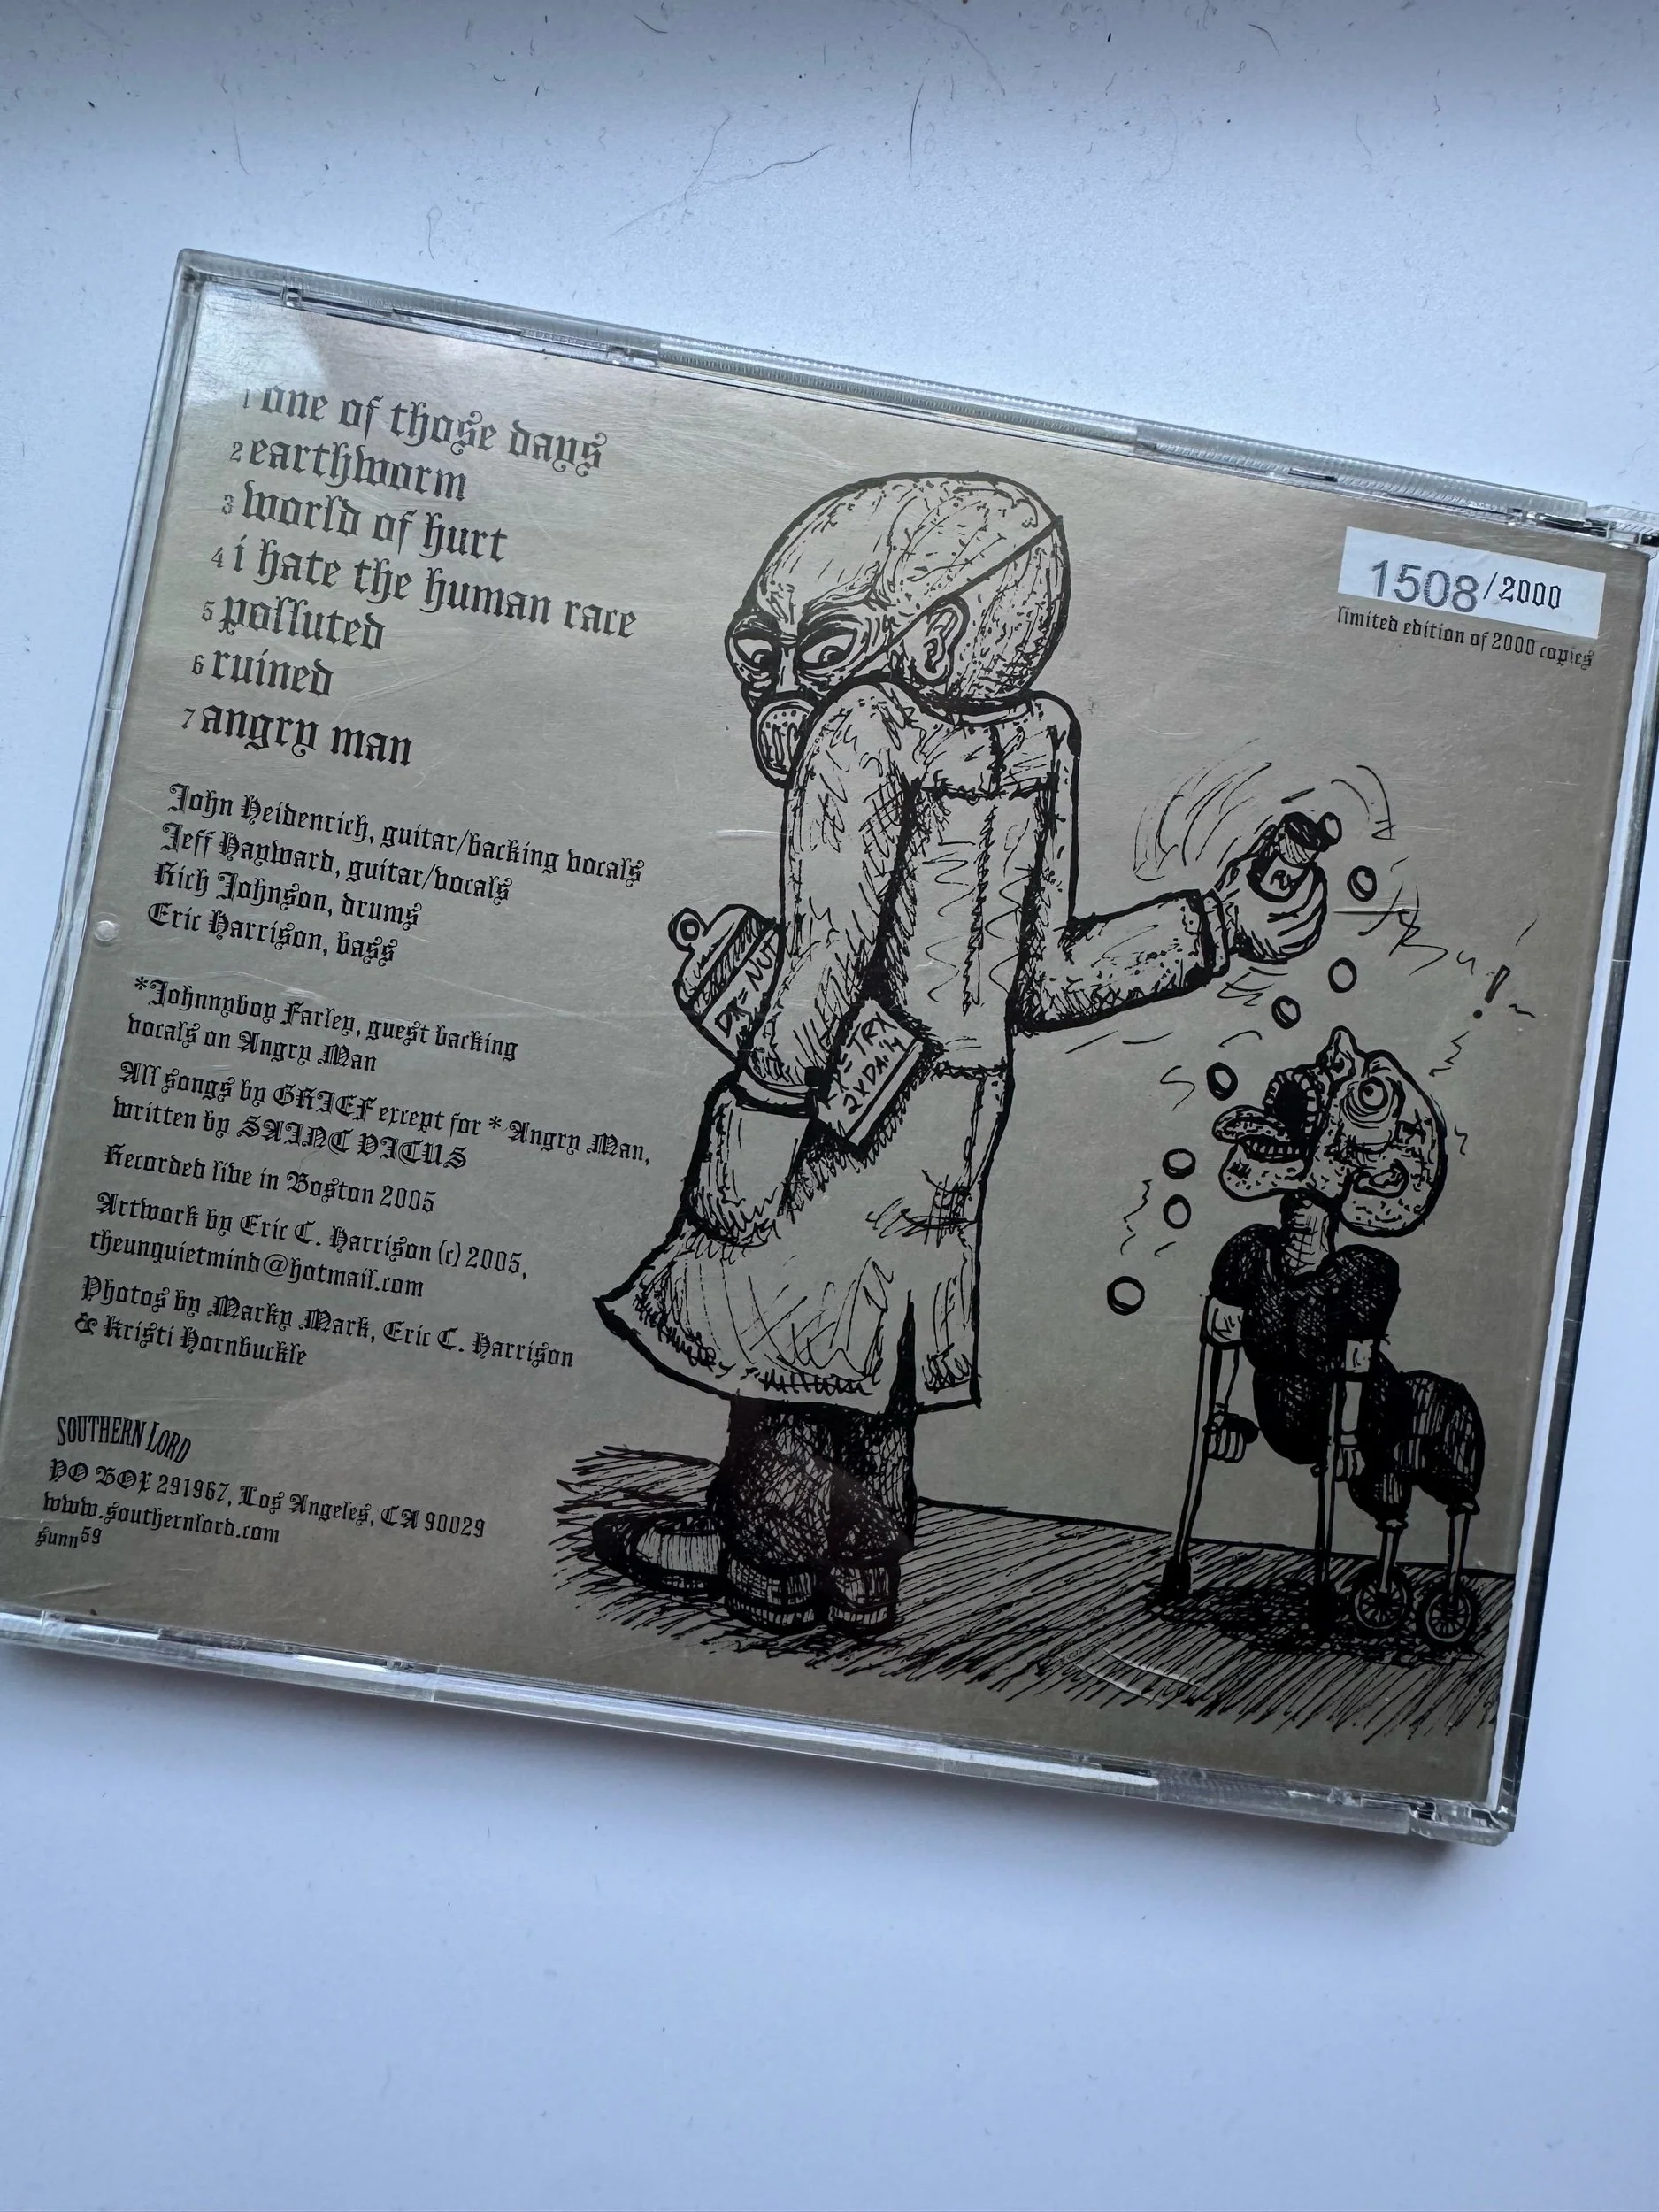 1 one of those days
2 earthworm
3 world of hurt
4 i hate the human race
5 polluted
6 ruined
7 angry man
John Heidenrich, guitar/backing vocals
Jeff Hayward, guitar/vocals
Rich Johnson, drums
Eric Harrison, bass
*Johnnyboy Farley, guest backing
vocals on Angry Man
All songs by GRIEF except for * Angry Man,
written by SAINT VITUS
Recorded live in Boston 2005
Artwork by Eric C. Harrison (c) 2005,
theunquietmind@hotmail.com
Photos by Marky Mark, Eric C. Harrison
& Kristi Hornbuckle
SOUTHERN LORD
PO BOX 291967, Los Angeles, CA 90029
www.southernlord.com
sunn59
1508/2000
limited edition of 2000 copies
DR= NUT
=TRX
2XDAily